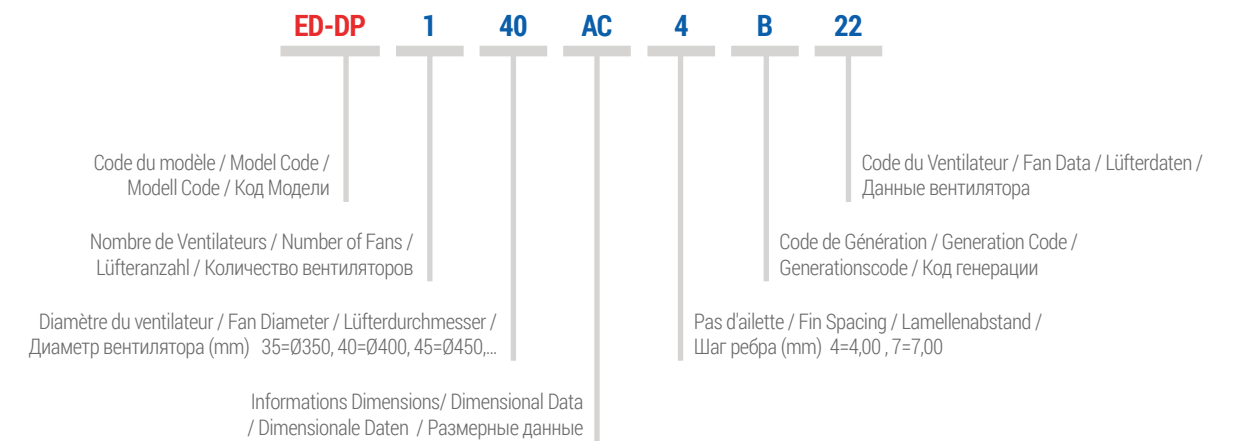 ED-DP 1 40 AC 4 B 22
Code du modèle / Model Code /
Modell Code / Код Модели
Code du Ventilateur / Fan Data / Lüfterdaten /
Данные вентилятора
Nombre de Ventilateurs / Number of Fans /
Lüfteranzahl / Количество вентиляторов
Code de Génération / Generation Code /
Generationscode / Код генерации
Diamètre du ventilateur / Fan Diameter / Lüfterdurchmesser /
Диаметр вентилятора (mm) 35=Ø350, 40=Ø400, 45=Ø450,...
Pas d'ailette / Fin Spacing / Lamellenabstand /
Шаг ребра (mm) 4=4,00 , 7=7,00
Informations Dimensions/ Dimensional Data
/ Dimensionale Daten / Размерные данные